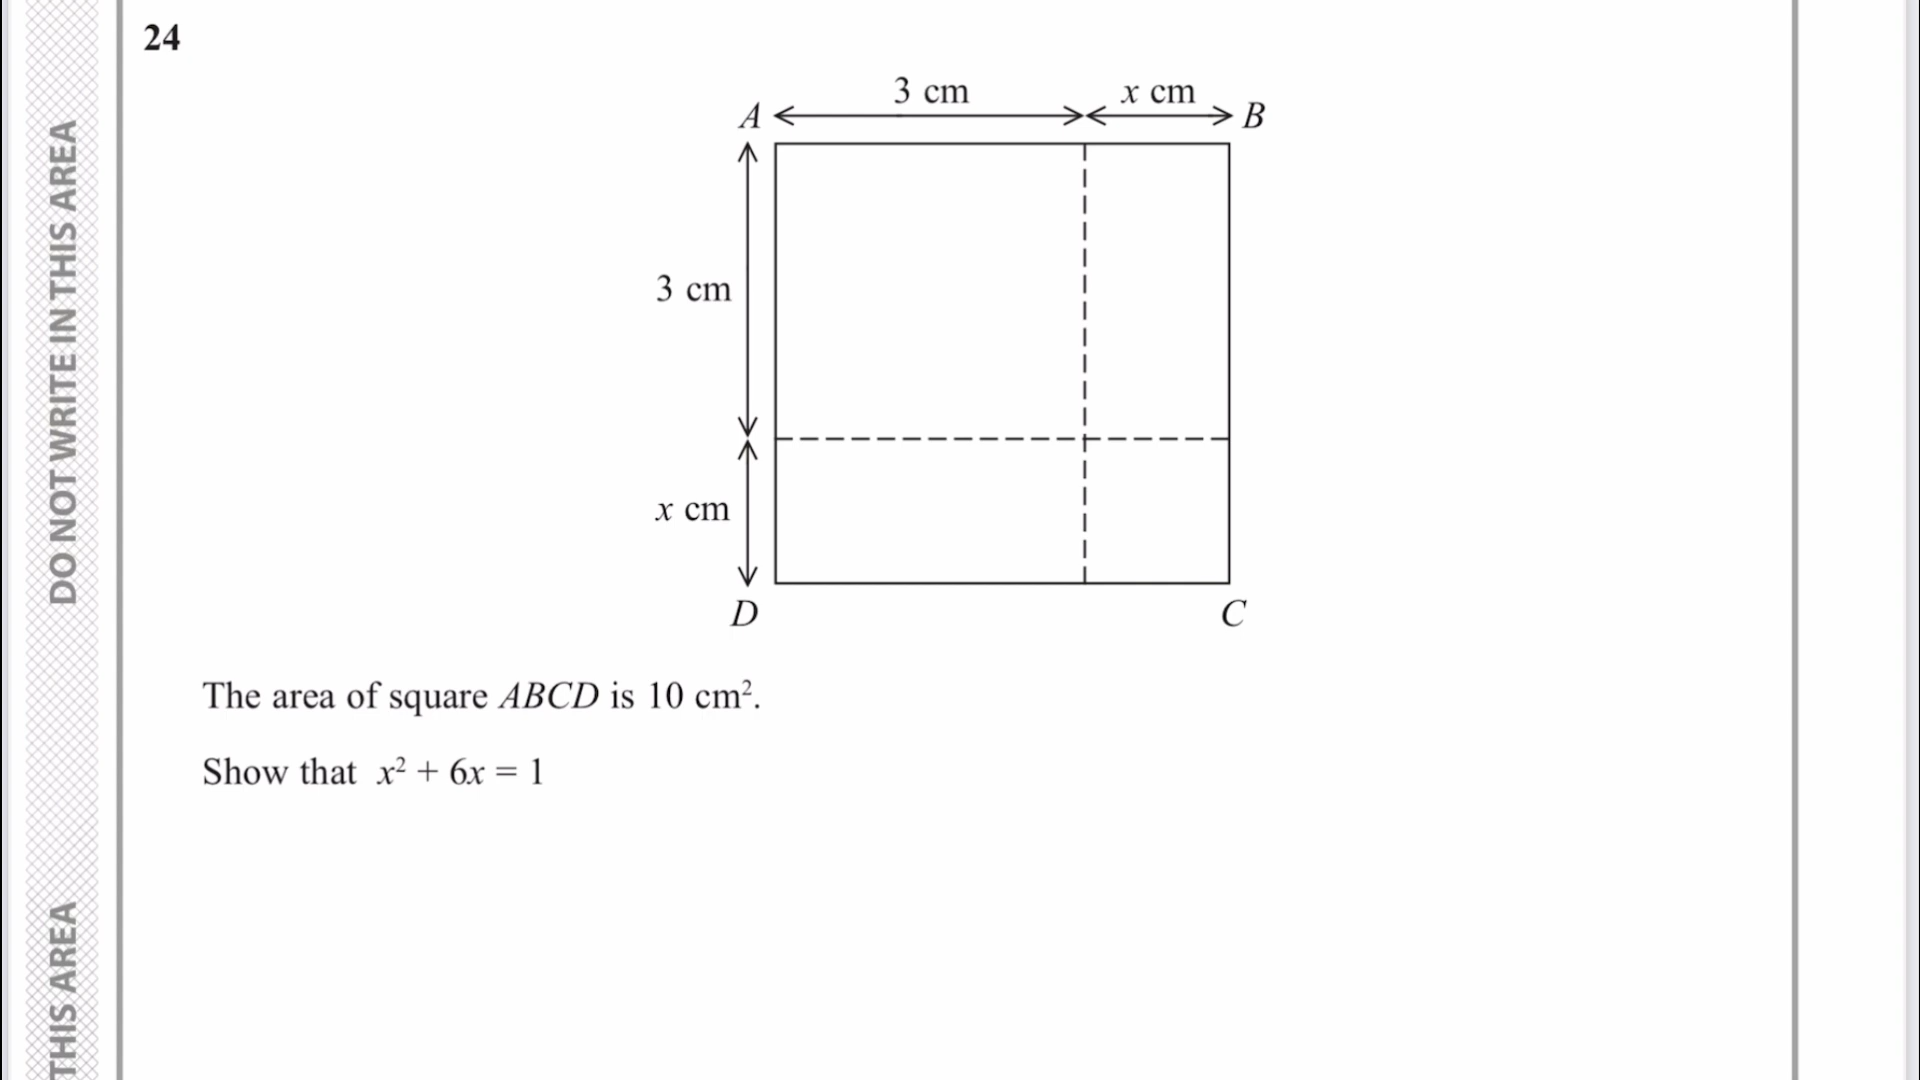 24
3 cm
x cm
A
B
3 cm
x cm
D
C
The area of square ABCD is 10 cm².
Show that x² + 6x = 1
DO NOT WRITE IN THIS AREA
THIS AREA